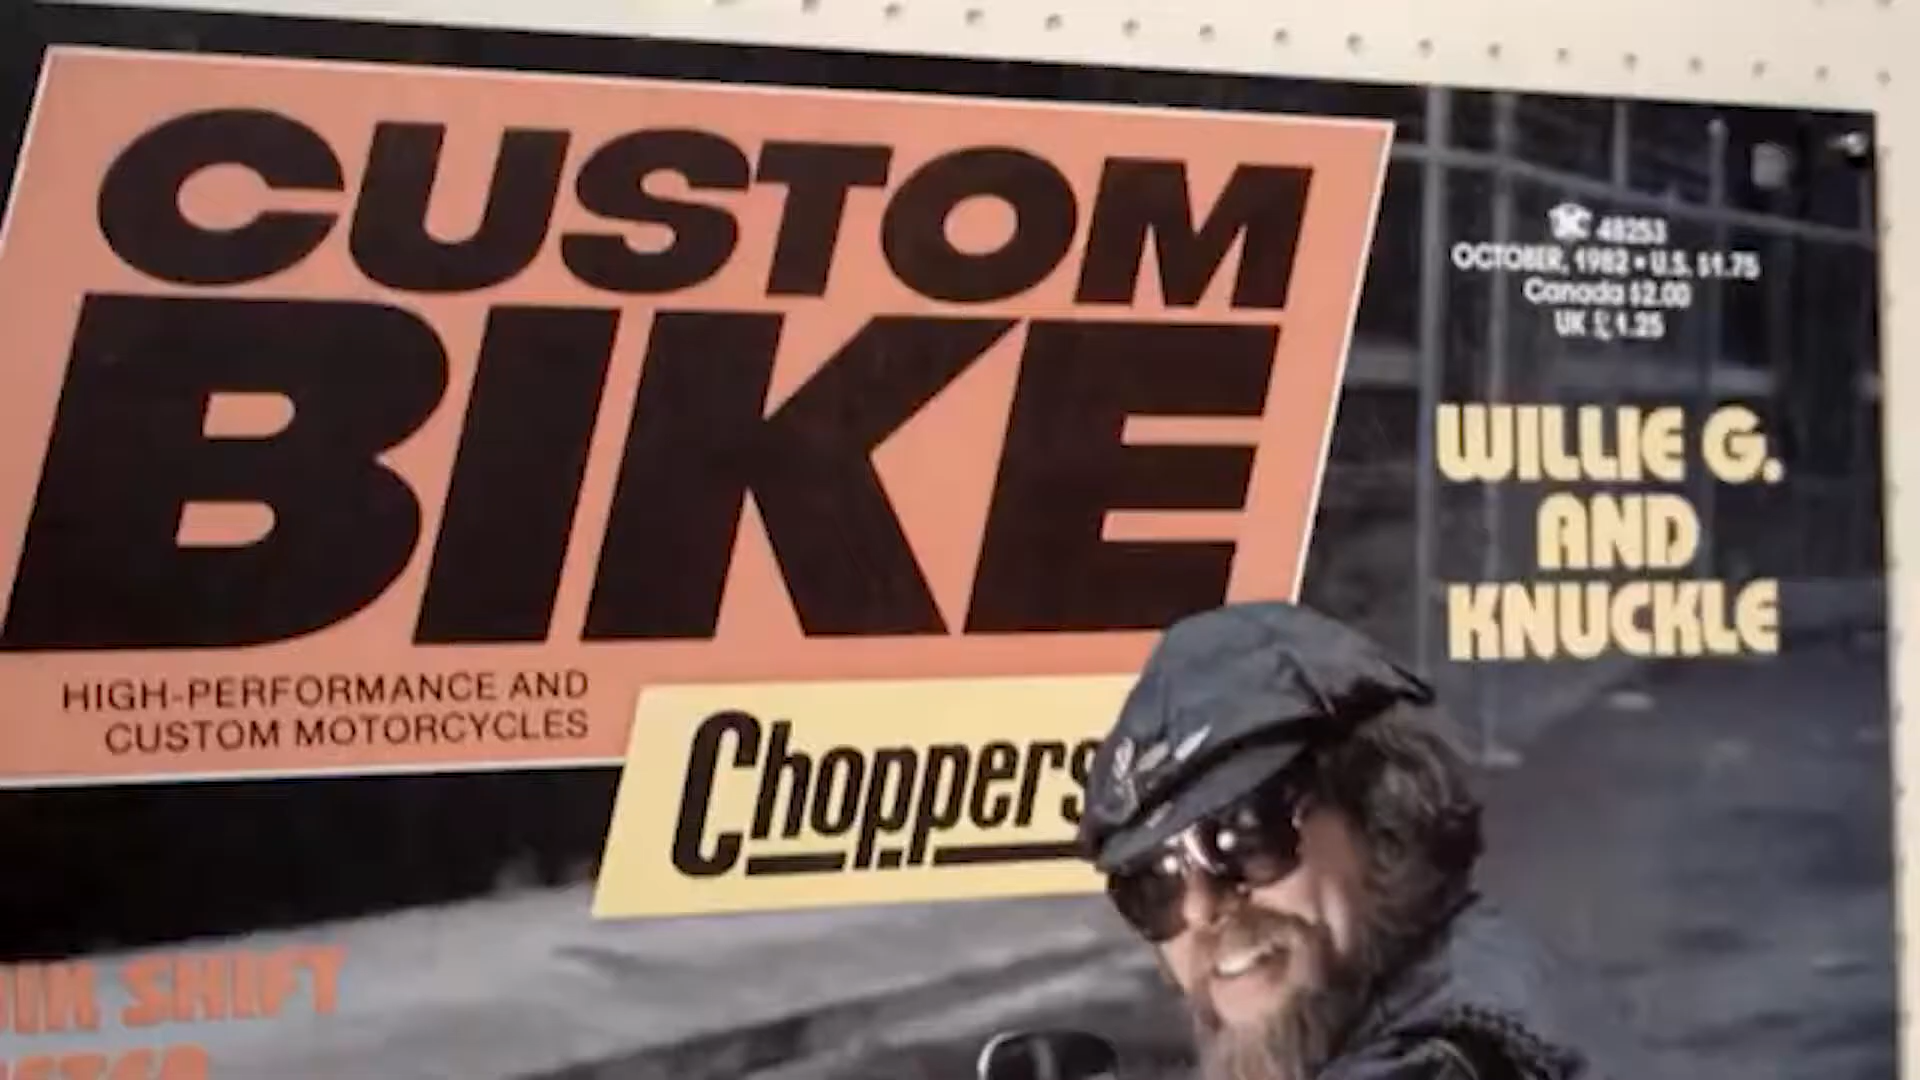 CUSTOM
BIKE
HIGH-PERFORMANCE AND
CUSTOM MOTORCYCLES
Choppers
48253
OCTOBER, 1982 • U.S. $1.75
Canada $2.00
UK £1.25
WILLIE G.
AND
KNUCKLE
SHIFT